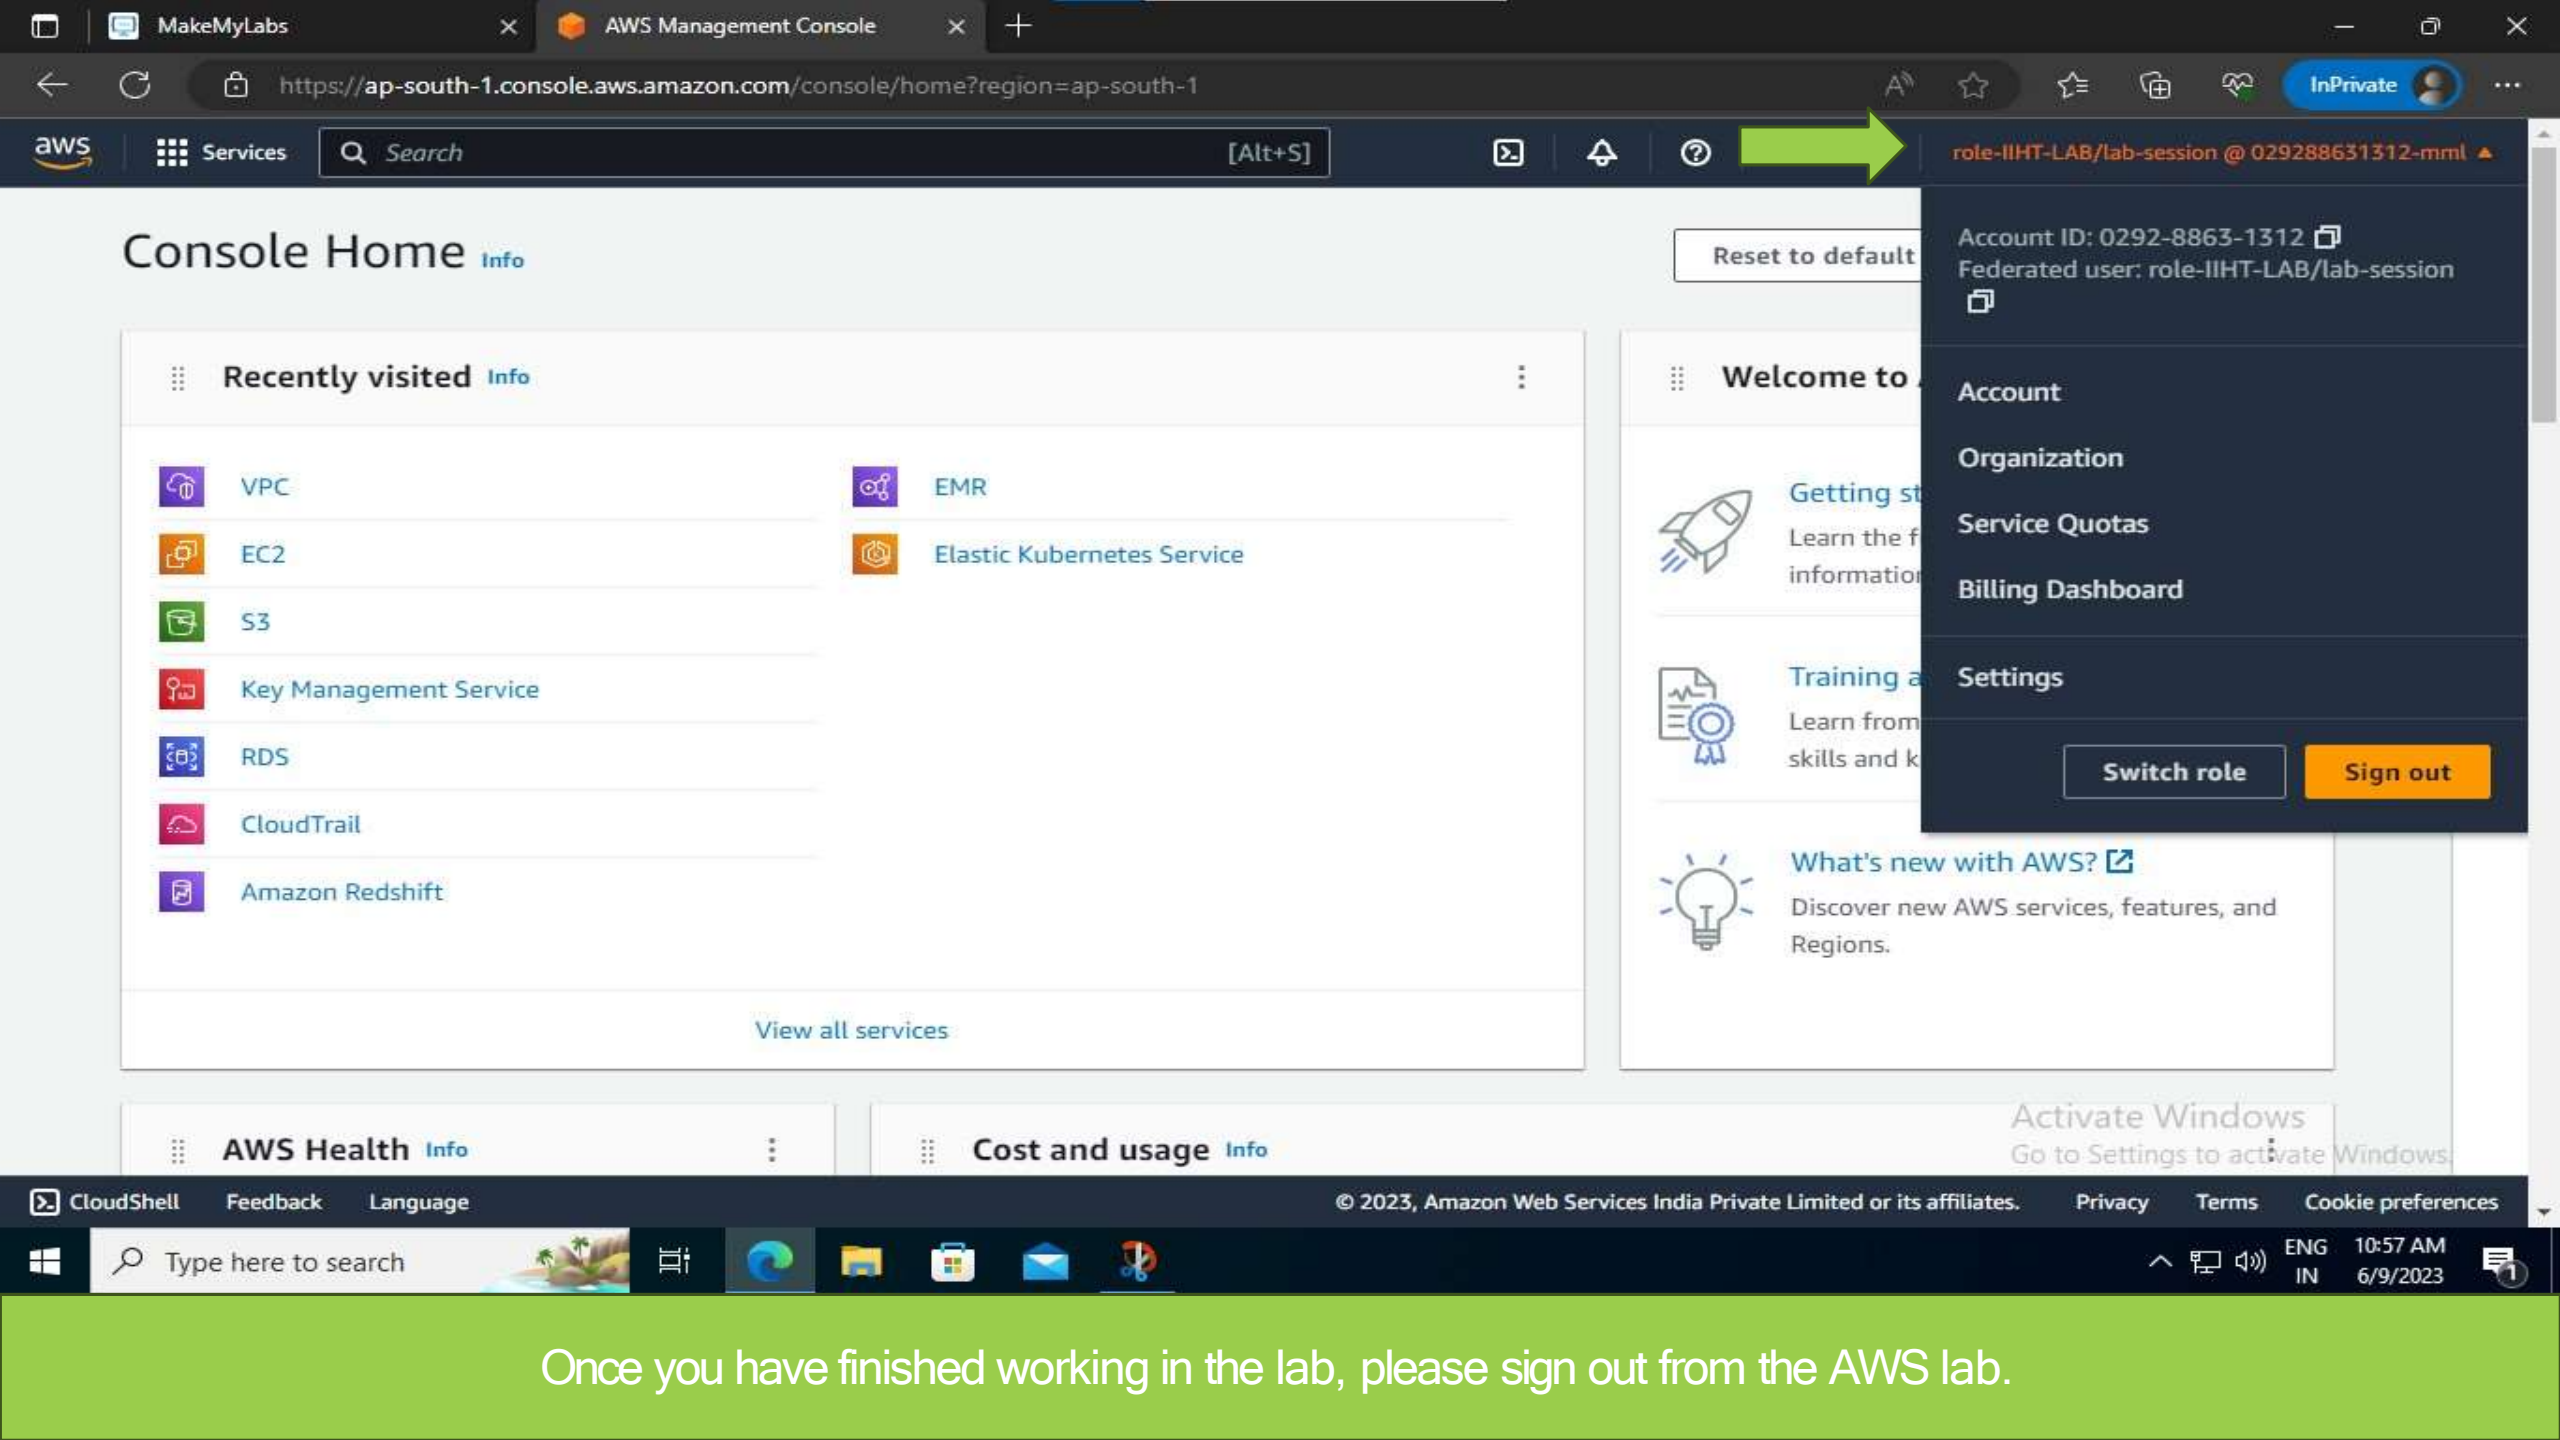 MakeMyLabs
AWS Management Console
https://ap-south-1.console.aws.amazon.com/console/home?region=ap-south-1
InPrivate
aws
Services
Search
[Alt+S]
role-IIHT-LAB/lab-session @ 029288631312-mml
Account ID: 0292-8863-1312
Federated user: role-IIHT-LAB/lab-session
Account
Organization
Service Quotas
Billing Dashboard
Settings
Switch role
Sign out
Console Home Info
Reset to default
Recently visited Info
VPC
EC2
S3
Key Management Service
RDS
CloudTrail
Amazon Redshift
EMR
Elastic Kubernetes Service
View all services
Welcome to
Getting st
Learn the f
information
Training a
Learn from
skills and k
What's new with AWS?
Discover new AWS services, features, and
Regions.
AWS Health Info
Cost and usage Info
Activate Windows
Go to Settings to activate Windows.
CloudShell
Feedback
Language
© 2023, Amazon Web Services India Private Limited or its affiliates.
Privacy
Terms
Cookie preferences
Type here to search
ENG
IN
10:57 AM
6/9/2023
1
Once you have finished working in the lab, please sign out from the AWS lab.